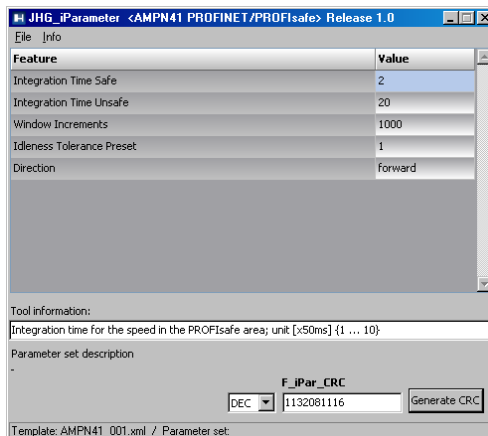 JHG_iParameter <AMPN41 PROFINET/PROFIsafe> Release 1.0
File Info
Feature Value
Integration Time Safe 2
Integration Time Unsafe 20
Window Increments 1000
Idleness Tolerance Preset 1
Direction forward
Tool information:
Integration time for the speed in the PROFIsafe area; unit [x50ms] {1 ... 10}
Parameter set description
-
F_iPar_CRC
DEC 1132081116 Generate CRC
Template: AMPN41_001.xml / Parameter set: